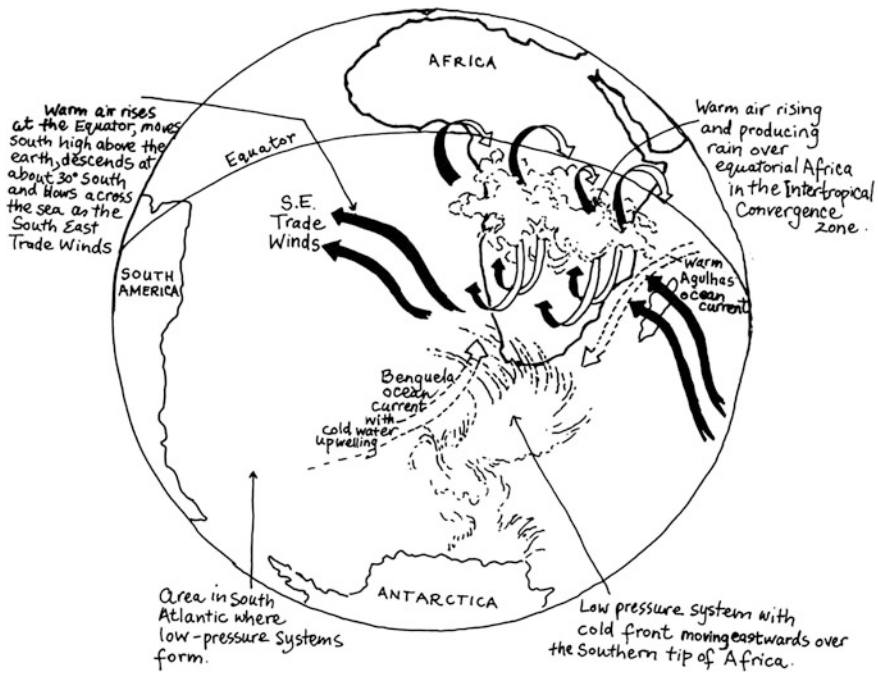 AFRICA
Warm air rises
at the Equator, moves
south high above the
earth, descends at
about 30° South
and blows across
the sea as the
South East
Trade Winds
Equator
Warm air rising
and producing
rain over
equatorial Africa
in the Intertropical
Convergence
zone.
S.E.
Trade
Winds
SOUTH
AMERICA
Warm
Agulhas
ocean
current
Benguela
ocean
current
with
cold water
upwelling
ANTARCTICA
Area in South
Atlantic where
low-pressure systems
form.
Low pressure system with
cold front moving eastwards over
the Southern tip of Africa.